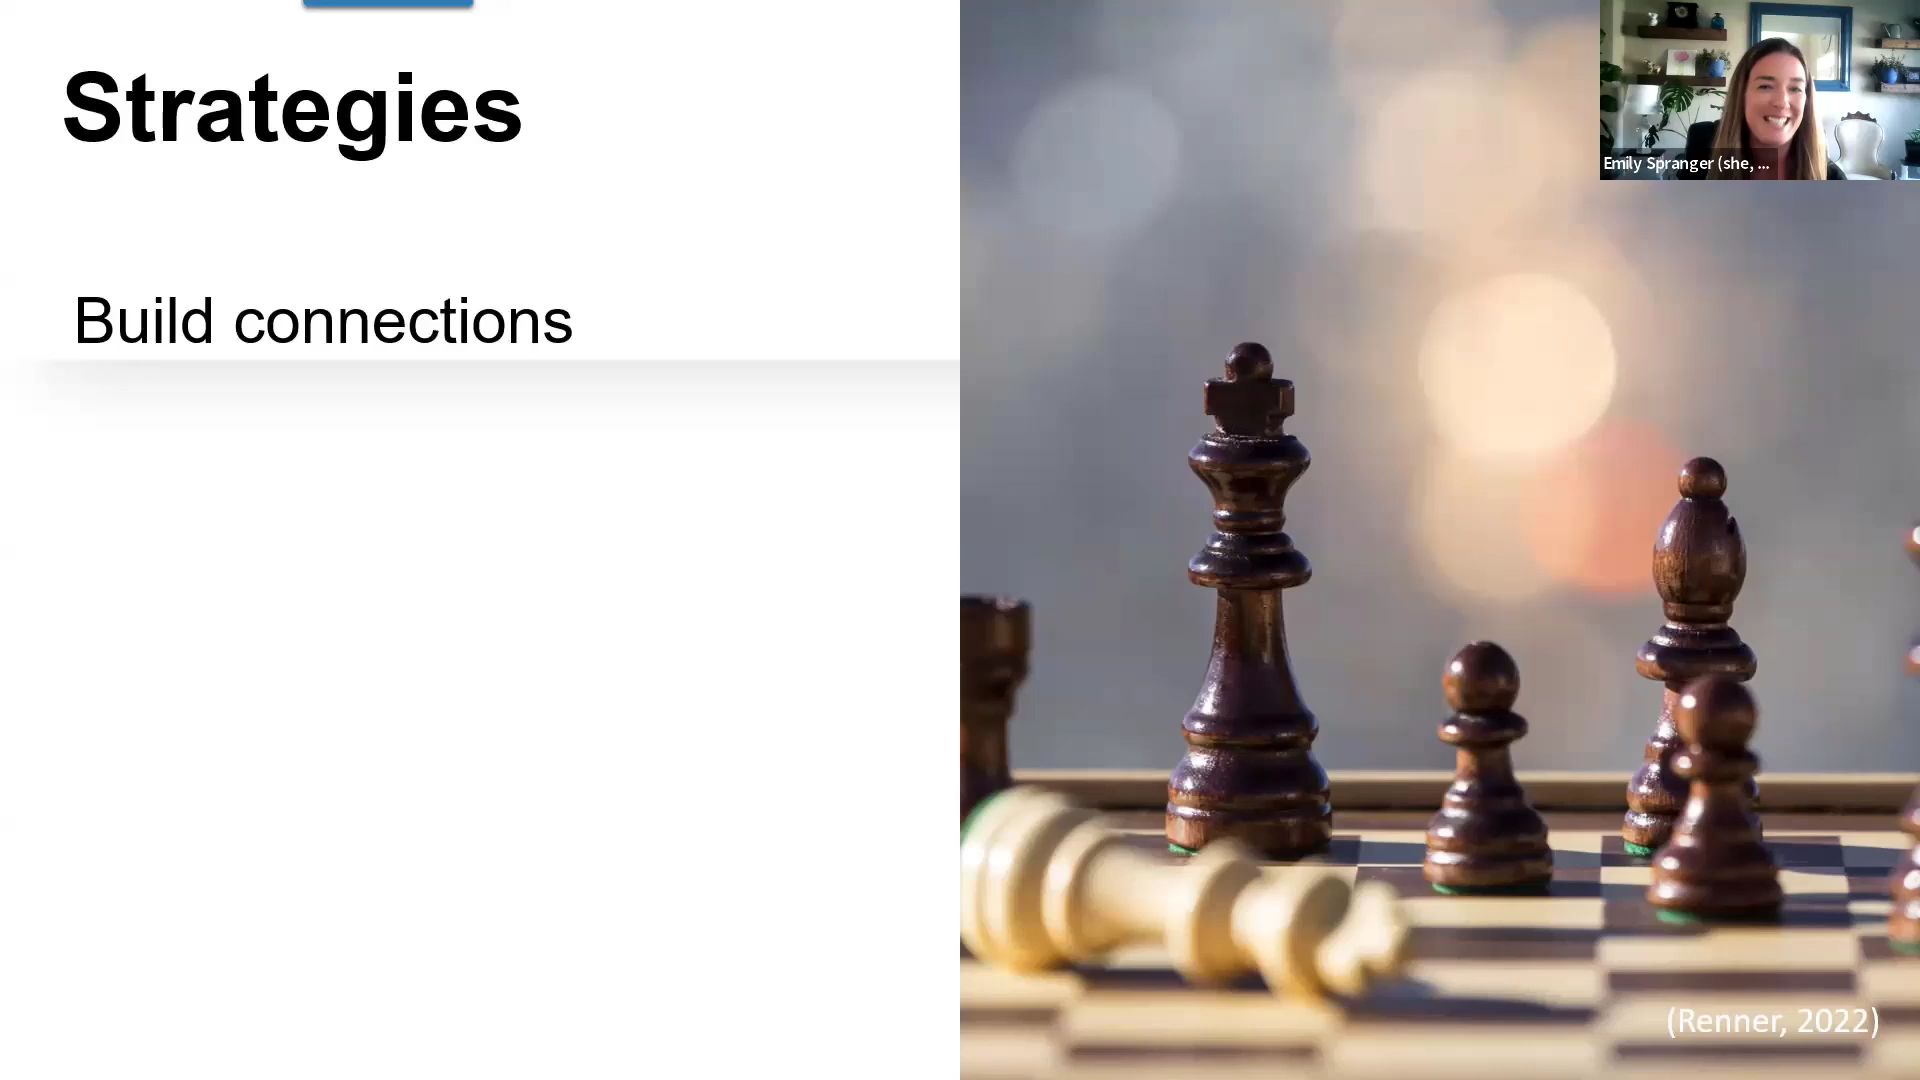 Strategies
Emily Spranger (she, ...
Build connections
(Renner, 2022)